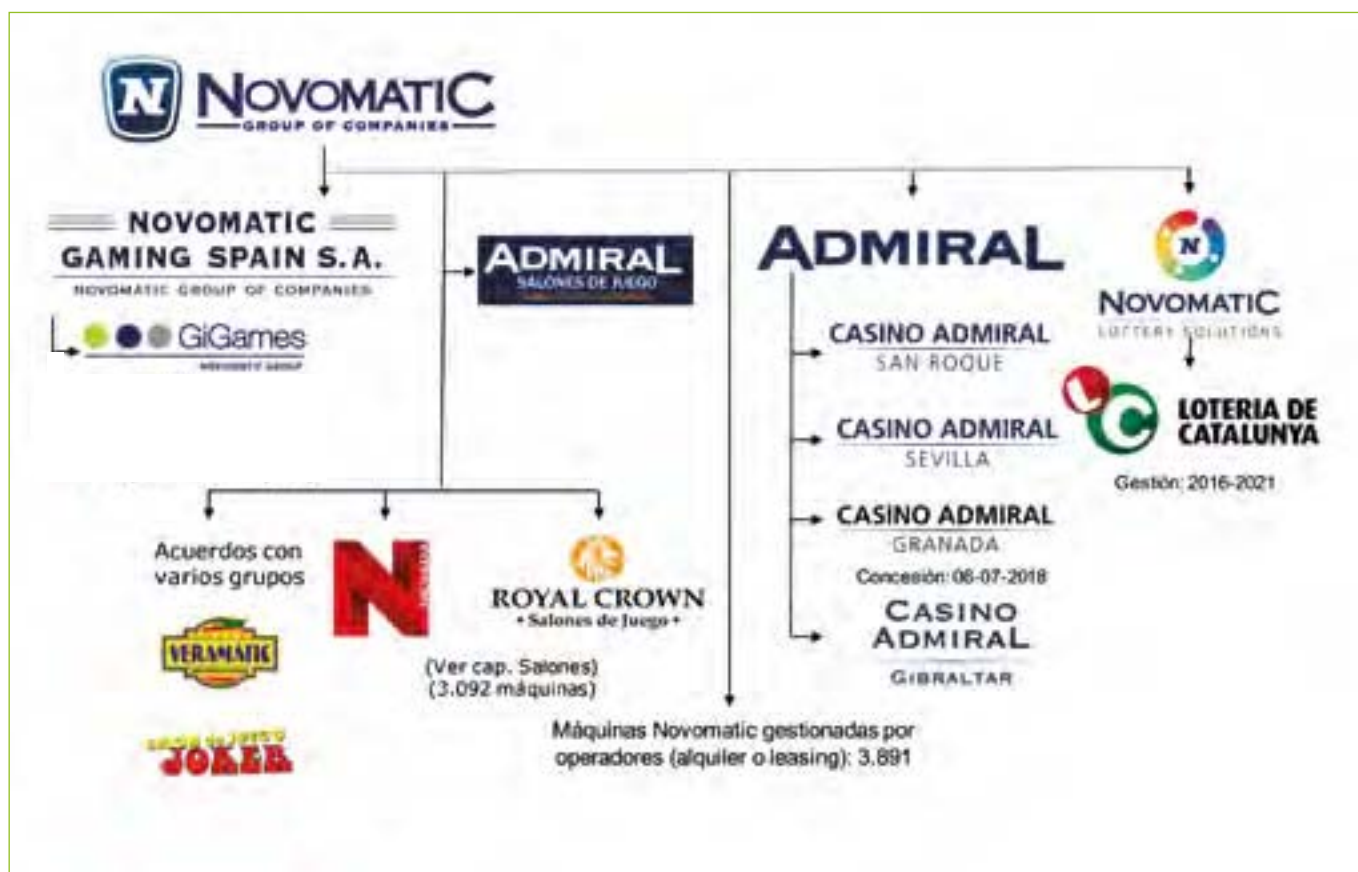 N NOVOMATIC
GROUP OF COMPANIES
NOVOMATIC
GAMING SPAIN S.A.
NOVOMATIC GROUP OF COMPANIES
GiGames
NOVOMATIC GROUP
ADMIRAL
SALONES DE JUEGO
ADMIRAL
CASINO ADMIRAL
SAN ROQUE
CASINO ADMIRAL
SEVILLA
CASINO ADMIRAL
GRANADA
Concesión: 06-07-2018
CASINO
ADMIRAL
GIBRALTAR
N
NOVOMATIC
LOTTERY SOLUTIONS
LC
LOTERIA DE
CATALUNYA
Gestión: 2016-2021
Acuerdos con
varios grupos
VERAMATIC
JOKER
N
ROYAL CROWN
• Salones de Juego •
(Ver cap. Salones)
(3.092 máquinas)
Máquinas Novomatic gestionadas por
operadores (alquiler o leasing): 3.891